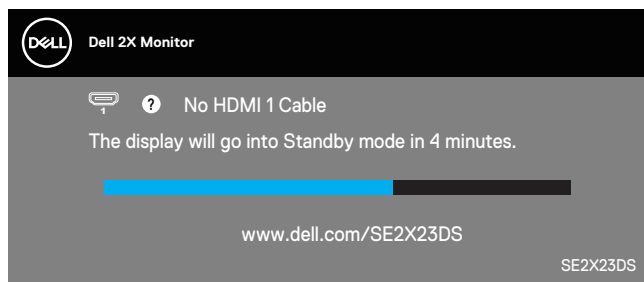 DELL
Dell 2X Monitor
1
? No HDMI 1 Cable
The display will go into Standby mode in 4 minutes.
www.dell.com/SE2X23DS
SE2X23DS